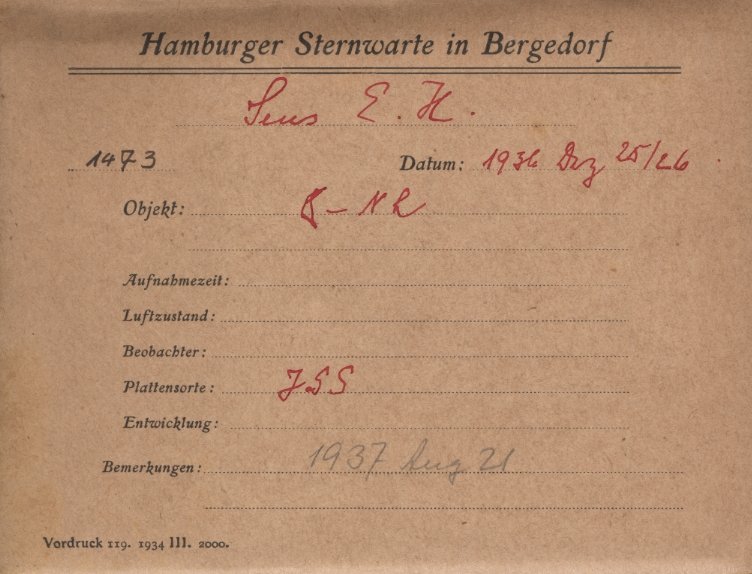 Hamburger Sternwarte in Bergedorf
E. H.
1473 Datum: 1936 Dez 25/26
Objekt:
Aufnahmezeit:
Luftzustand:
Beobachter:
Plattensorte: JSS
Entwicklung:
Bemerkungen: 1937 Aug 21
Vordruck 119. 1934 III. 2000.